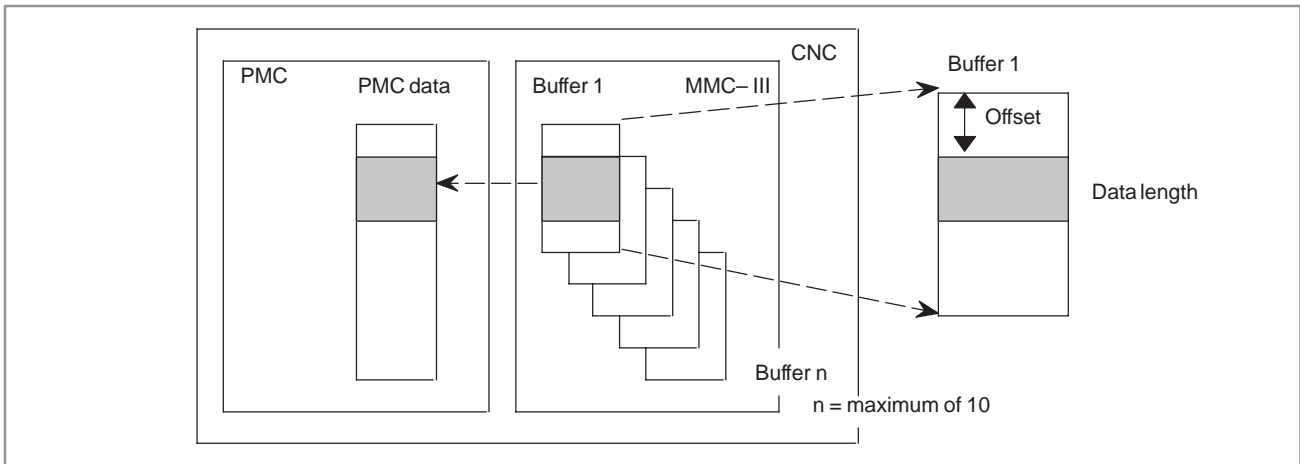 CNC
PMC
PMC data
Buffer 1
MMC– III
Buffer 1
Offset
Data length
Buffer n
n = maximum of 10